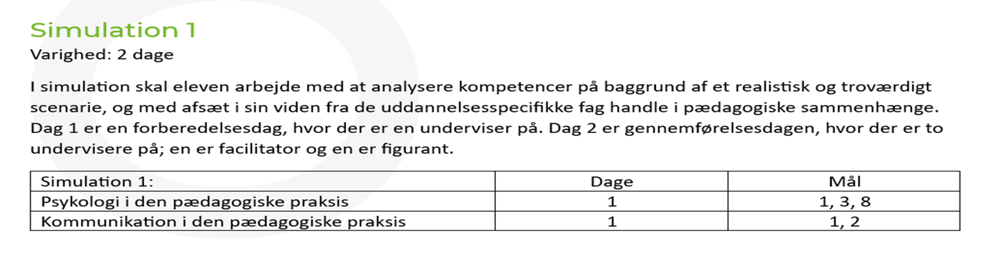 Simulation 1
Varighed: 2 dage
I simulation skal eleven arbejde med at analysere kompetencer på baggrund af et realistisk og troværdigt
scenarie, og med afsæt i sin viden fra de uddannelsesspecifikke fag handle i pædagogiske sammenhænge.
Dag 1 er en forberedelsesdag, hvor der er en underviser på. Dag 2 er gennemførelsesdagen, hvor der er to
undervisere på; en er facilitator og en er figurant.
Simulation 1: Dage Mål
Psykologi i den pædagogiske praksis 1 1, 3, 8
Kommunikation i den pædagogiske praksis 1 1, 2